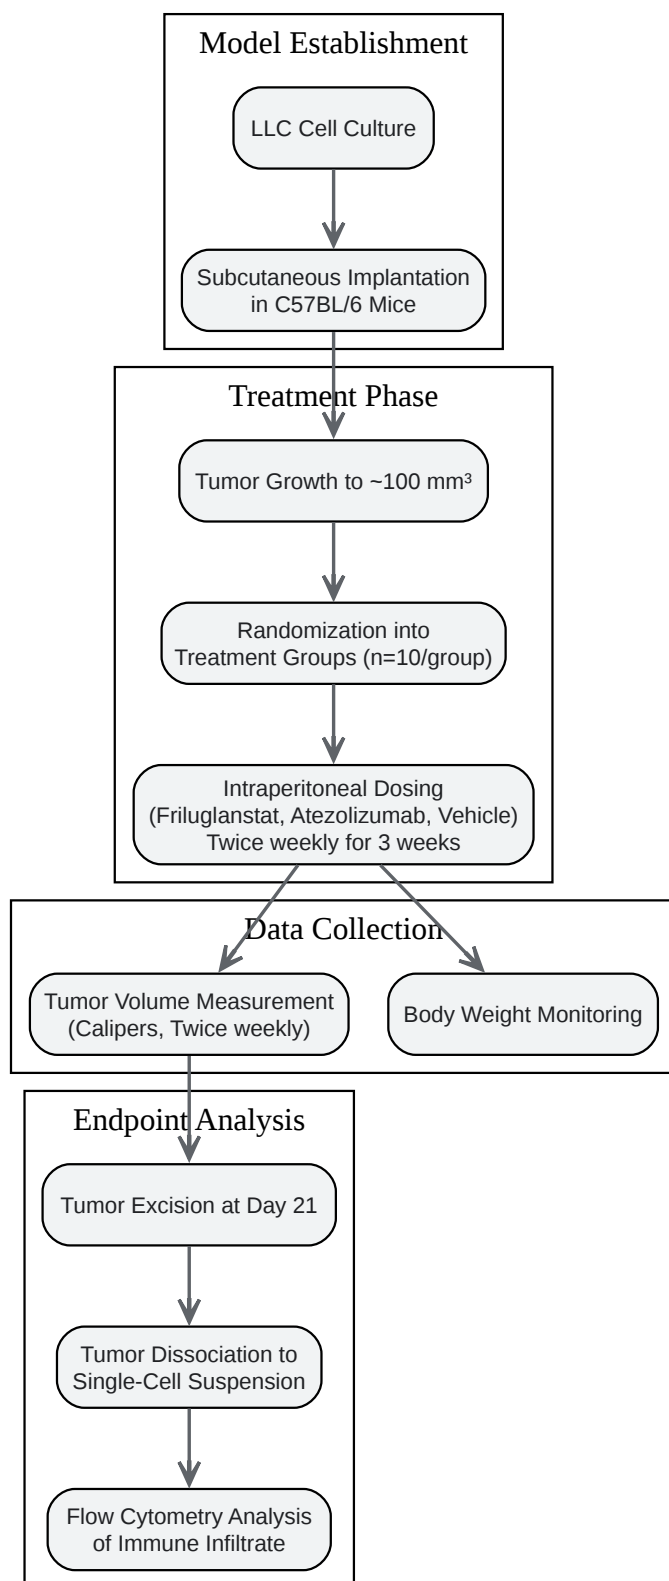 Model Establishment
LLC Cell Culture
Subcutaneous Implantation
in C57BL/6 Mice
Treatment Phase
Tumor Growth to ~100 mm³
Randomization into
Treatment Groups (n=10/group)
Intraperitoneal Dosing
(Friluglanstat, Atezolizumab, Vehicle)
Twice weekly for 3 weeks
Data Collection
Tumor Volume Measurement
(Calipers, Twice weekly)
Body Weight Monitoring
Endpoint Analysis
Tumor Excision at Day 21
Tumor Dissociation to
Single-Cell Suspension
Flow Cytometry Analysis
of Immune Infiltrate